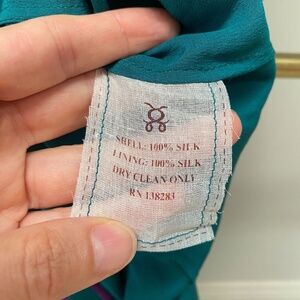 SHELL: 100% SILK
LINING: 100% SILK
DRY CLEAN ONLY
RN 138283